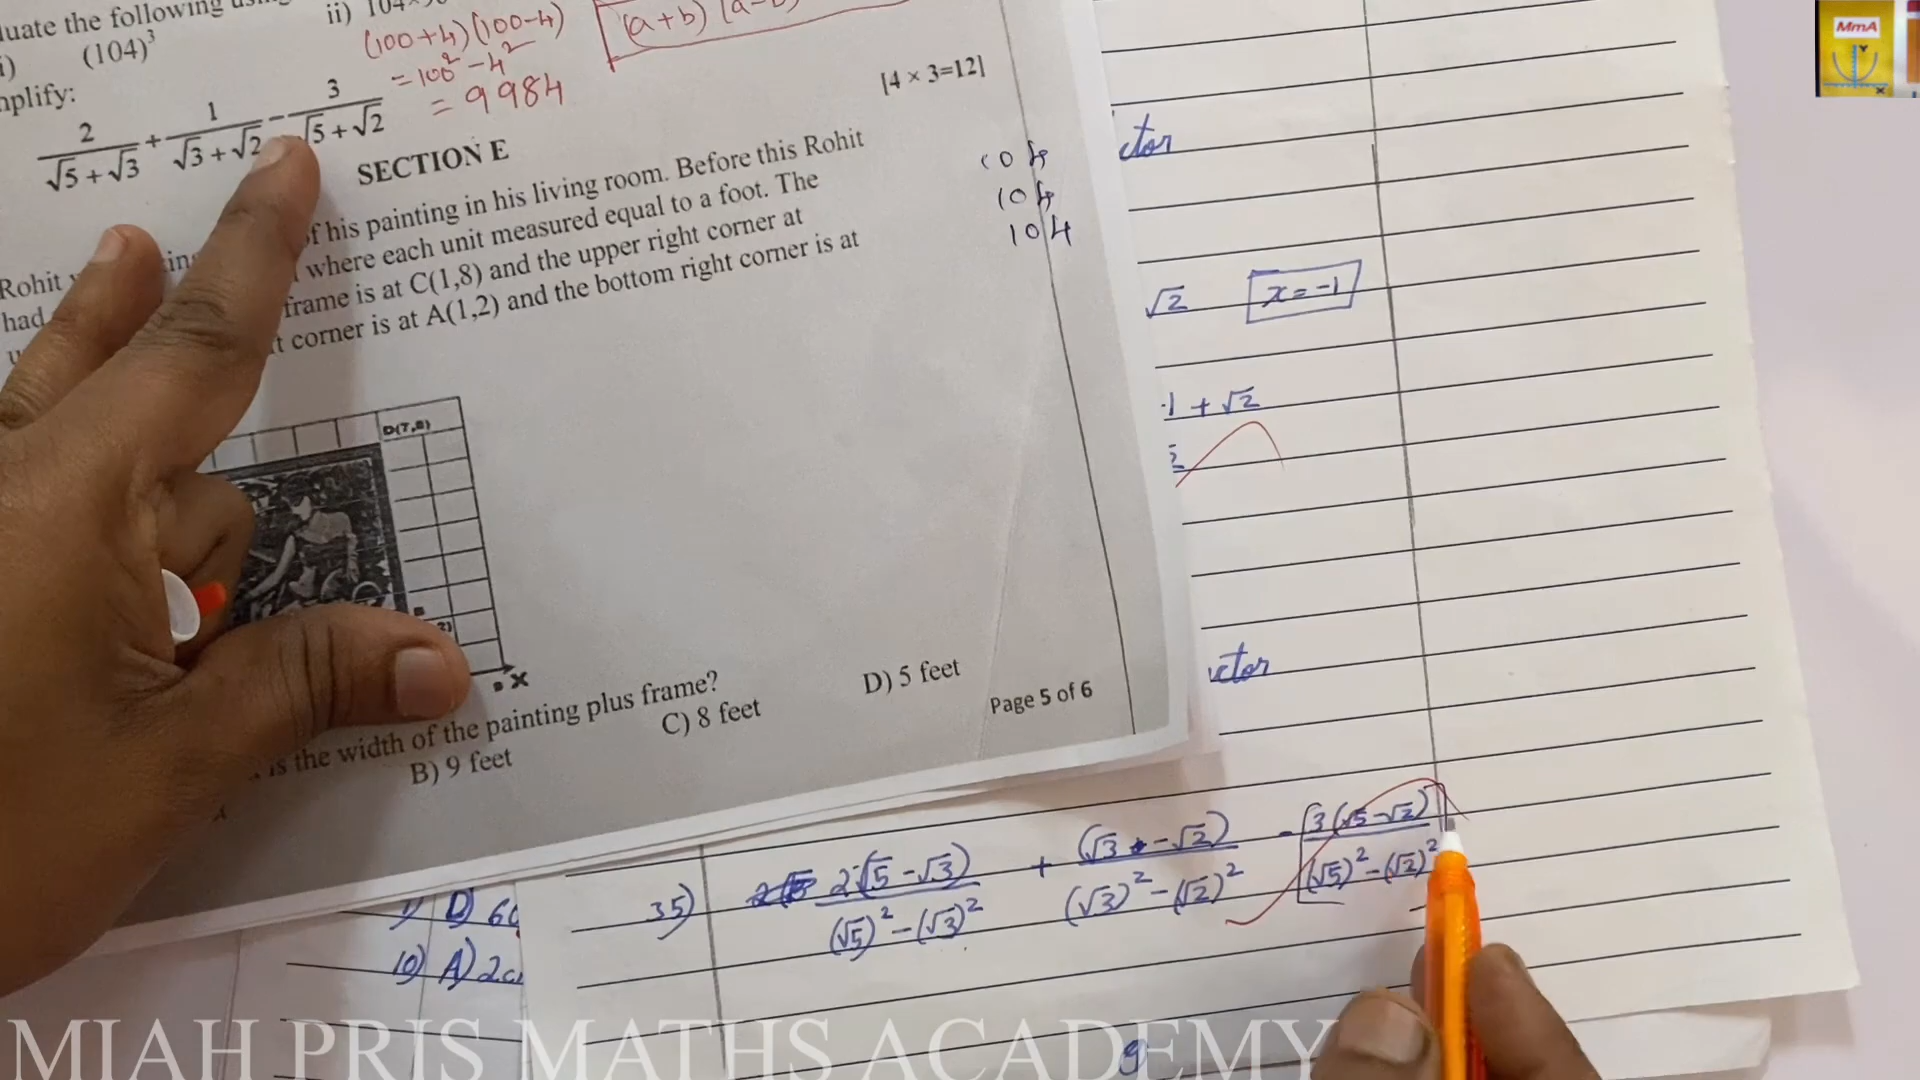 uate the following
ii)
i) (104)³
(100+4)(100-4)
(a+b) (a-b)
= 100² - 4²
= 9984
[4 × 3=12]
mplify:
2/(√5 + √3) + 1/(√3 + √2) - 3/(√5 + √2)
SECTION E
f his painting in his living room. Before this Rohit
Rohit
where each unit measured equal to a foot. The
had
frame is at C(1,8) and the upper right corner at
t corner is at A(1,2) and the bottom right corner is at
104
104
104
ctor
√2 x = -1
-1 + √2
D(7,8)
X
ctor
is the width of the painting plus frame?
B) 9 feet C) 8 feet D) 5 feet
Page 5 of 6
35) 2(√5 - √3)/((√5)² - (√3)²) + (√3 - √2)/((√3)² - (√2)²) - 3(√5 - √2)/((√5)² - (√2)²)
9) D) 60
10) A)
9
MIAH PRIS MATHS ACADEMY
MmA
Y
X